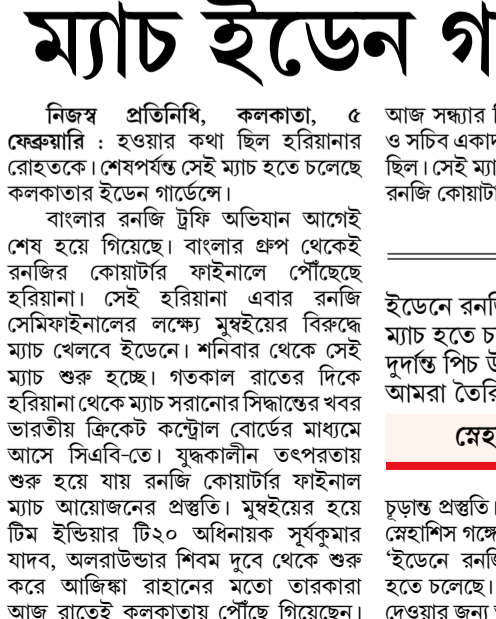 ম্যাচ ইডেন
নিজস্ব প্রতিনিধি, কলকাতা, ৫
ফেব্রুয়ারি : হওয়ার কথা ছিল হরিয়ানার
রোহতকে। শেষপর্যন্ত সেই ম্যাচ হতে চলেছে
কলকাতার ইডেন গার্ডেন্সে।
বাংলার রনজি ট্রফি অভিযান আগেই
শেষ হয়ে গিয়েছে। বাংলার গ্রুপ থেকেই
রনজির কোয়ার্টার ফাইনালে পৌঁছেছে
হরিয়ানা। সেই হরিয়ানা এবার রনজি
সেমিফাইনালের লক্ষ্যে মুম্বইয়ের বিরুদ্ধে
ম্যাচ খেলবে ইডেনে। শনিবার থেকে সেই
ম্যাচ শুরু হচ্ছে। গতকাল রাতের দিকে
হরিয়ানা থেকে ম্যাচ সরানোর সিদ্ধান্তের খবর
ভারতীয় ক্রিকেট কন্ট্রোল বোর্ডের মাধ্যমে
আসে সিএবি-তে। যুদ্ধকালীন তৎপরতায়
শুরু হয়ে যায় রনজি কোয়ার্টার ফাইনাল
ম্যাচ আয়োজনের প্রস্তুতি। মুম্বইয়ের হয়ে
টিম ইন্ডিয়ার টি২০ অধিনায়ক সূর্যকুমার
যাদব, অলরাউন্ডার শিবম দুবে থেকে শুরু
করে আজিঙ্কা রাহানের মতো তারকারা
আজ রাতেই কলকাতায় পৌঁছে গিয়েছেন।
আজ সন্ধ্যার
ও সচিব
ছিল। সেই
রনজি
ইডেনে
ম্যাচ হতে
দুর্দান্ত পিচ
আমরা
চূড়ান্ত প্রস্তুতি।
স্নেহাশিস
‘ইডেনে
হতে চলেছে।
দেওয়ার জন্য